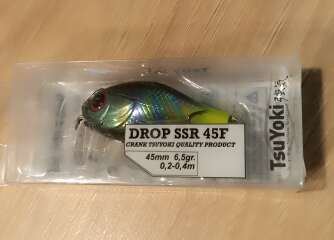 DROP SSR 45F
CRANK TSUYOKI QUALITY PRODUCT
45mm 6,5gr.
0,2-0,4m
TsuYoki